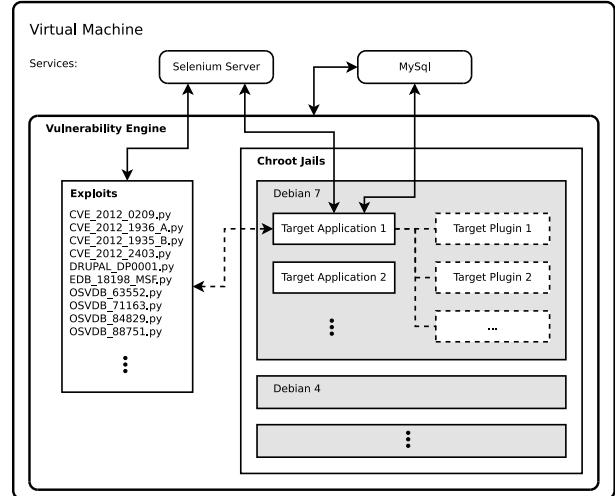 Virtual Machine
Services:
Selenium Server
MySql
Vulnerability Engine
Exploits
CVE_2012_0209.py
CVE_2012_1936_A.py
CVE_2012_1935_B.py
CVE_2012_2403.py
DRUPAL_DP0001.py
EDB_18198_MSF.py
OSVDB_63552.py
OSVDB_71163.py
OSVDB_84829.py
OSVDB_88751.py
Chroot Jails
Debian 7
Target Application 1
Target Plugin 1
Target Application 2
Target Plugin 2
...
Debian 4